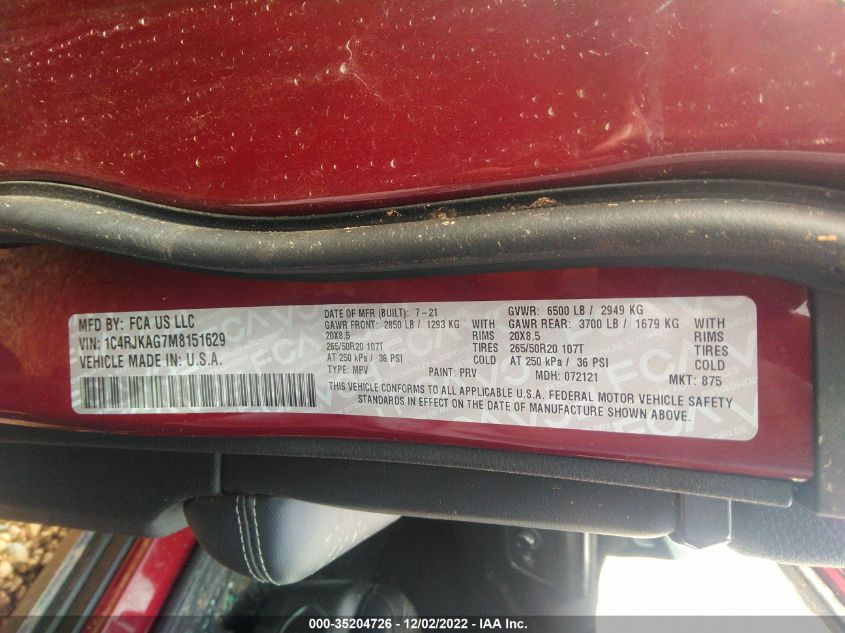 MFD BY: FCA US LLC
VIN: 1C4RJKAG7M8151629
VEHICLE MADE IN U.S.A.
DATE OF MFR (BUILT): 7-21
GAWR FRONT: 2850 LB / 1293 KG WITH
20X8.5 RIMS
265/50R20 107T TIRES
AT 250 kPa / 36 PSI COLD
TYPE: MPV PAINT: PRV
GVWR: 6500 LB / 2949 KG
GAWR REAR: 3700 LB / 1679 KG WITH
20X8.5 RIMS
265/50R20 107T TIRES
AT 250 kPa / 36 PSI COLD
MDH: 072121 MKT: 875
THIS VEHICLE CONFORMS TO ALL APPLICABLE U.S.A. FEDERAL MOTOR VEHICLE SAFETY
STANDARDS IN EFFECT ON THE DATE OF MANUFACTURE SHOWN ABOVE.
000-35204726 - 12/02/2022 - IAA Inc.